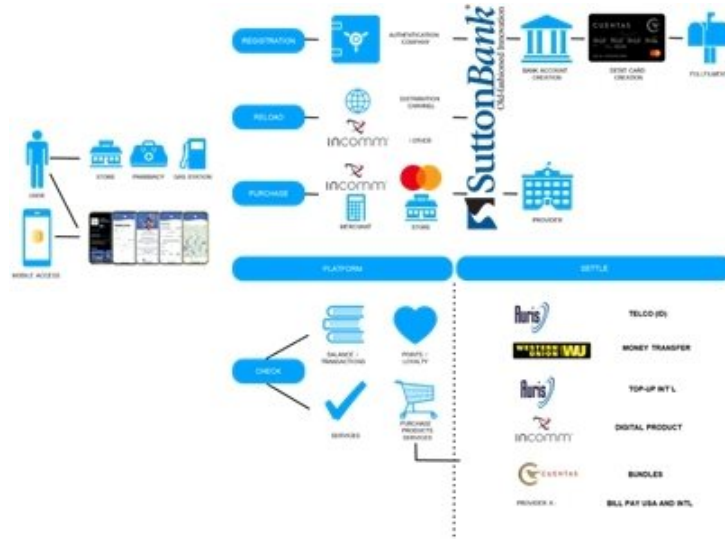 REGISTRATION
AUTHENTICATION
COMPANY
SuttonBank
Old-fashioned Innovation
BANK ACCOUNT
CREATION
CUENTAS
DEBIT CARD
CREATION
FULFILLMENT
RELOAD
DISTRIBUTION
CHANNEL
incomm
/ OTHER
USER
STORE
PHARMACY
GAS STATION
MOBILE ACCESS
PURCHASE
incomm
MERCHANT
STORE
PROVIDER
PLATFORM
SETTLE
CHECK
BALANCE /
TRANSACTIONS
POINTS /
LOYALTY
SERVICES
PURCHASE
PRODUCTS
SERVICES
Auris
TELCO (ID)
WESTERN
UNION WU
MONEY TRANSFER
Auris
TOP-UP INT'L
incomm
DIGITAL PRODUCT
CUENTAS
BUNDLES
PROVIDER A
BILL PAY USA AND INTL